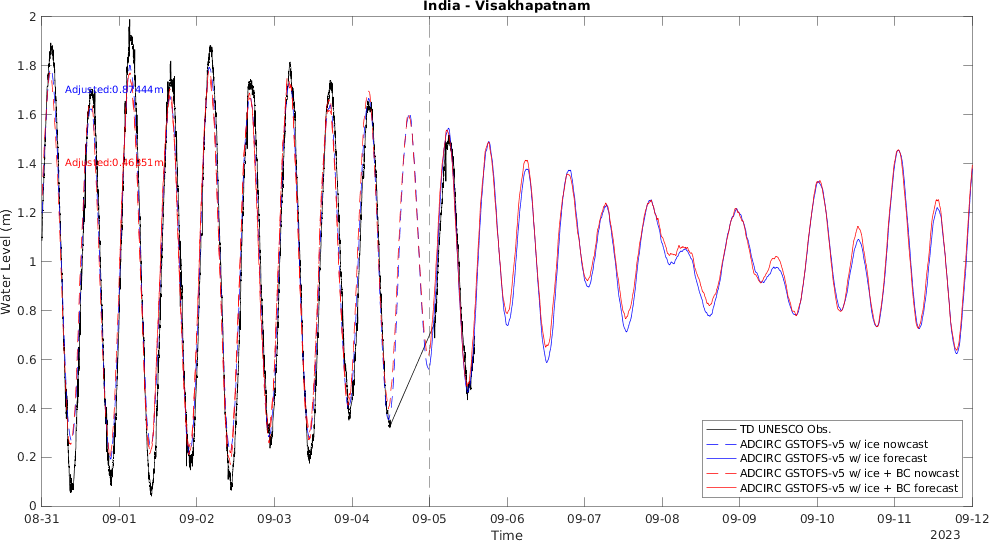 India - Visakhapatnam
2
1.8
1.6
1.4
1.2
1
0.8
0.6
0.4
0.2
0
Water Level (m)
Adjusted:0.87444m
Adjusted:0.46351m
TD UNESCO Obs.
ADCIRC GSTOFS-v5 w/ ice nowcast
ADCIRC GSTOFS-v5 w/ ice forecast
ADCIRC GSTOFS-v5 w/ ice + BC nowcast
ADCIRC GSTOFS-v5 w/ ice + BC forecast
08-31 09-01 09-02 09-03 09-04 09-05 09-06 09-07 09-08 09-09 09-10 09-11 09-12
Time
2023